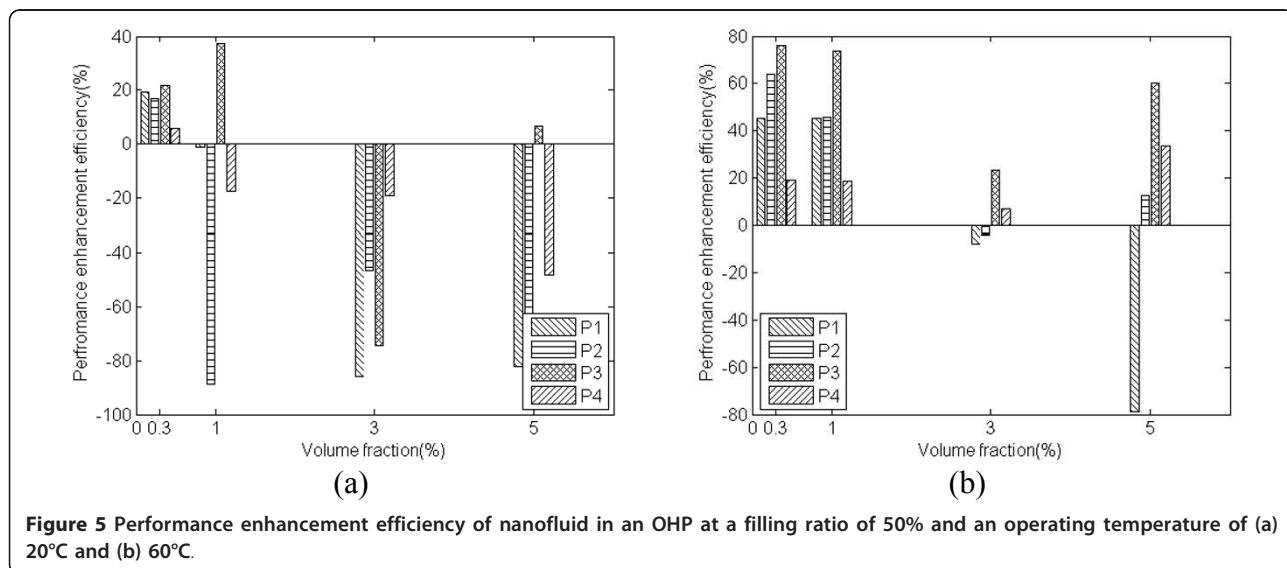 40
20
0
-20
-40
-60
-80
-100
Perfromance enhancement efficiency(%)
P1
P2
P3
P4
0 0.3 1 3 5
Volume fraction(%)
(a)
80
60
40
20
0
-20
-40
-60
-80
Perfromance enhancement efficiency(%)
P1
P2
P3
P4
0 0.3 1 3 5
Volume fraction(%)
(b)
Figure 5 Performance enhancement efficiency of nanofluid in an OHP at a filling ratio of 50% and an operating temperature of (a)
20°C and (b) 60°C.